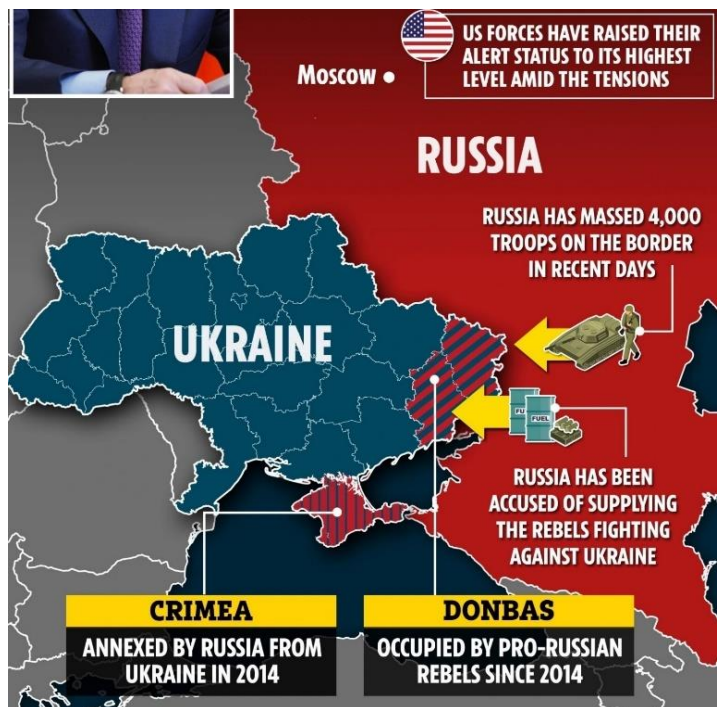 US FORCES HAVE RAISED THEIR
ALERT STATUS TO ITS HIGHEST
LEVEL AMID THE TENSIONS
Moscow
RUSSIA
RUSSIA HAS MASSED 4,000
TROOPS ON THE BORDER
IN RECENT DAYS
UKRAINE
FUEL
RUSSIA HAS BEEN
ACCUSED OF SUPPLYING
THE REBELS FIGHTING
AGAINST UKRAINE
CRIMEA
ANNEXED BY RUSSIA FROM
UKRAINE IN 2014
DONBAS
OCCUPIED BY PRO-RUSSIAN
REBELS SINCE 2014